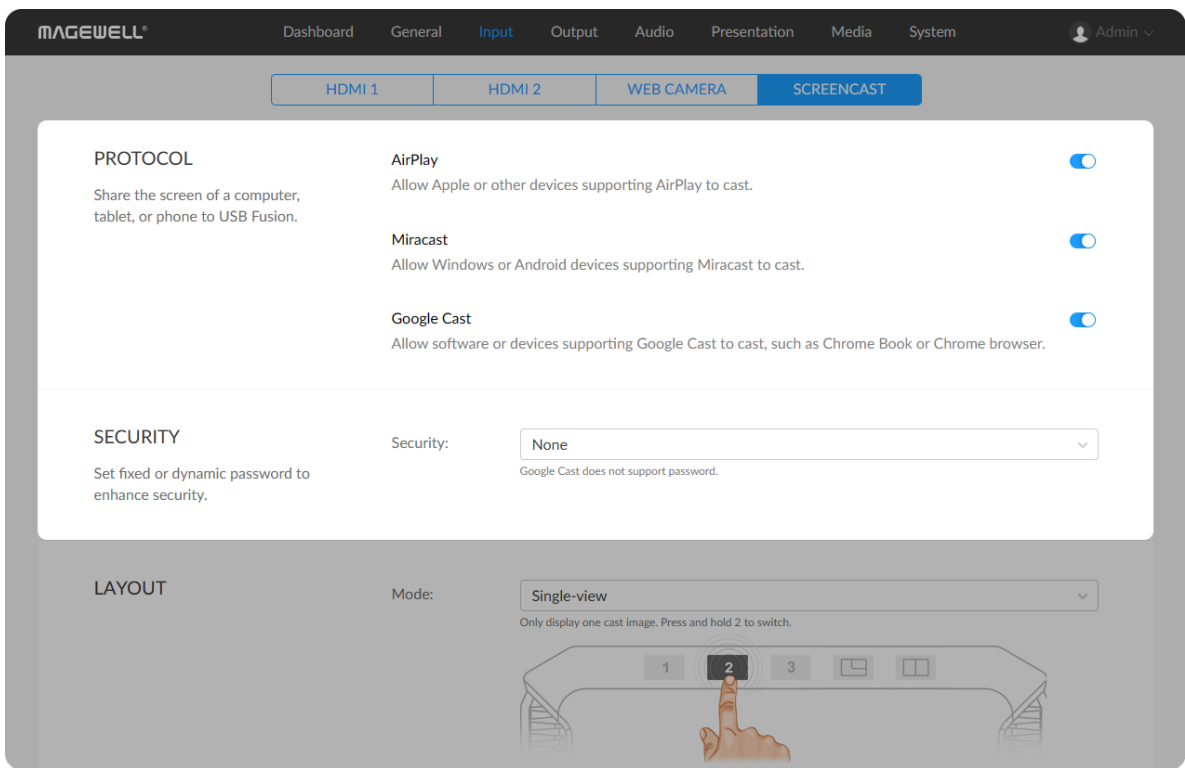 MAGEWELL®
Dashboard General Input Output Audio Presentation Media System Admin
HDMI 1 HDMI 2 WEB CAMERA SCREENCAST
PROTOCOL
Share the screen of a computer,
tablet, or phone to USB Fusion.
AirPlay
Allow Apple or other devices supporting AirPlay to cast.
Miracast
Allow Windows or Android devices supporting Miracast to cast.
Google Cast
Allow software or devices supporting Google Cast to cast, such as Chrome Book or Chrome browser.
SECURITY
Set fixed or dynamic password to
enhance security.
Security: None
Google Cast does not support password.
LAYOUT
Mode: Single-view
Only display one cast image. Press and hold 2 to switch.
1 2 3